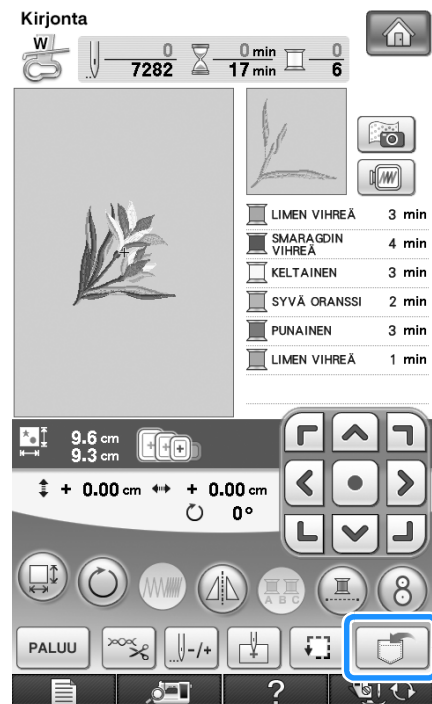 Kirjonta
W
0 0 min 0
7282 17 min 6
LIMEN VIHREÄ 3 min
SMARAGDIN
VIHREÄ 4 min
KELTAINEN 3 min
SYVÄ ORANSSI 2 min
PUNAINEN 3 min
LIMEN VIHREÄ 1 min
9.6 cm
9.3 cm
+ 0.00 cm + 0.00 cm
0°
A B C
8
PALUU -/+
?